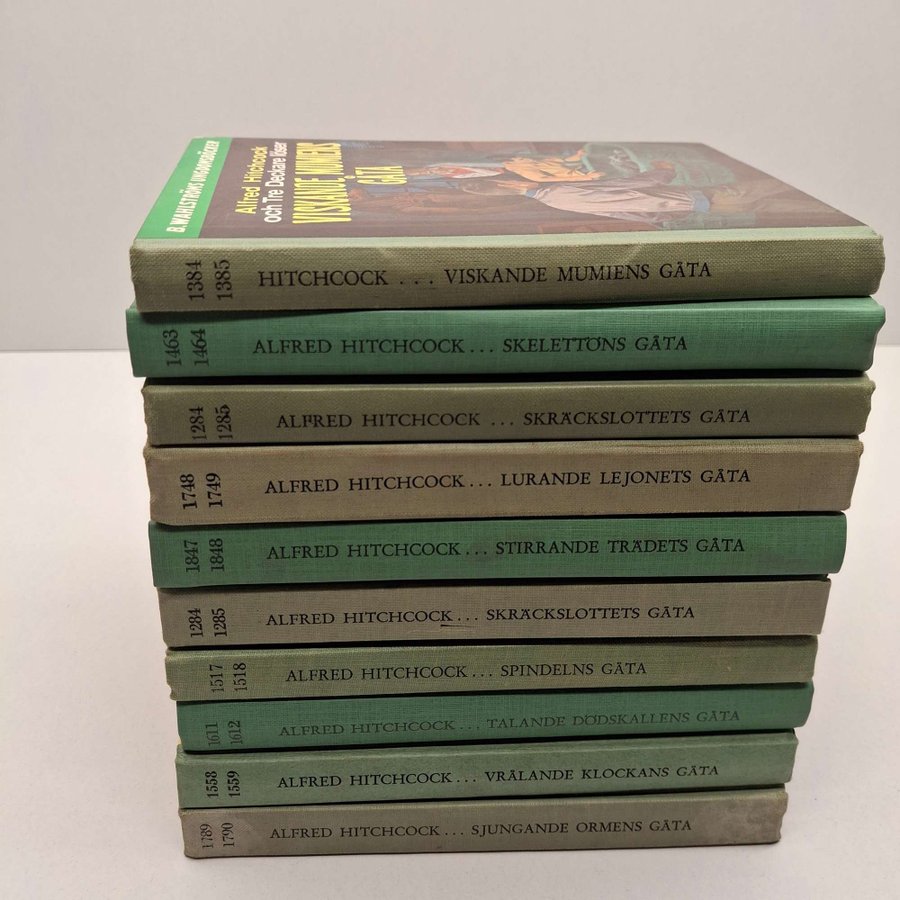 B. WAHLSTRÖMS UNGDOMSBÖCKER
Alfred Hitchcock
och Tre Deckare löser
VISKANDE MUMIENS
GÅTA
1384
1385
HITCHCOCK ... VISKANDE MUMIENS GÅTA
1463
1464
ALFRED HITCHCOCK... SKELETTÖNS GÅTA
1284
1285
ALFRED HITCHCOCK ... SKRÄCKSLOTTETS GÅTA
1748
1749
ALFRED HITCHCOCK... LURANDE LEJONETS GÅTA
1847
1848
ALFRED HITCHCOCK... STIRRANDE TRÄDETS GÅTA
1284
1285
ALFRED HITCHCOCK... SKRÄCKSLOTTETS GÅTA
1517
1518
ALFRED HITCHCOCK... SPINDELNS GÅTA
1611
1612
ALFRED HITCHCOCK... TALANDE DÖDSKALLENS GÅTA
1558
1559
ALFRED HITCHCOCK... VRÅLANDE KLOCKANS GÅTA
1789
1790
ALFRED HITCHCOCK... SJUNGANDE ORMENS GÅTA